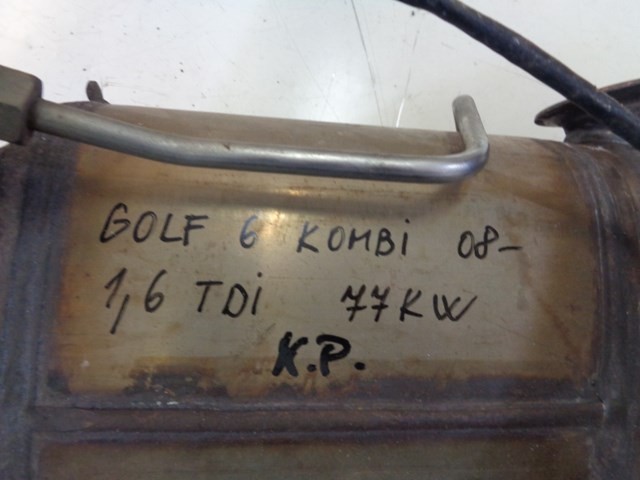 GOLF 6 KOMBi 08-
1,6 TDi 77KW
K.P.